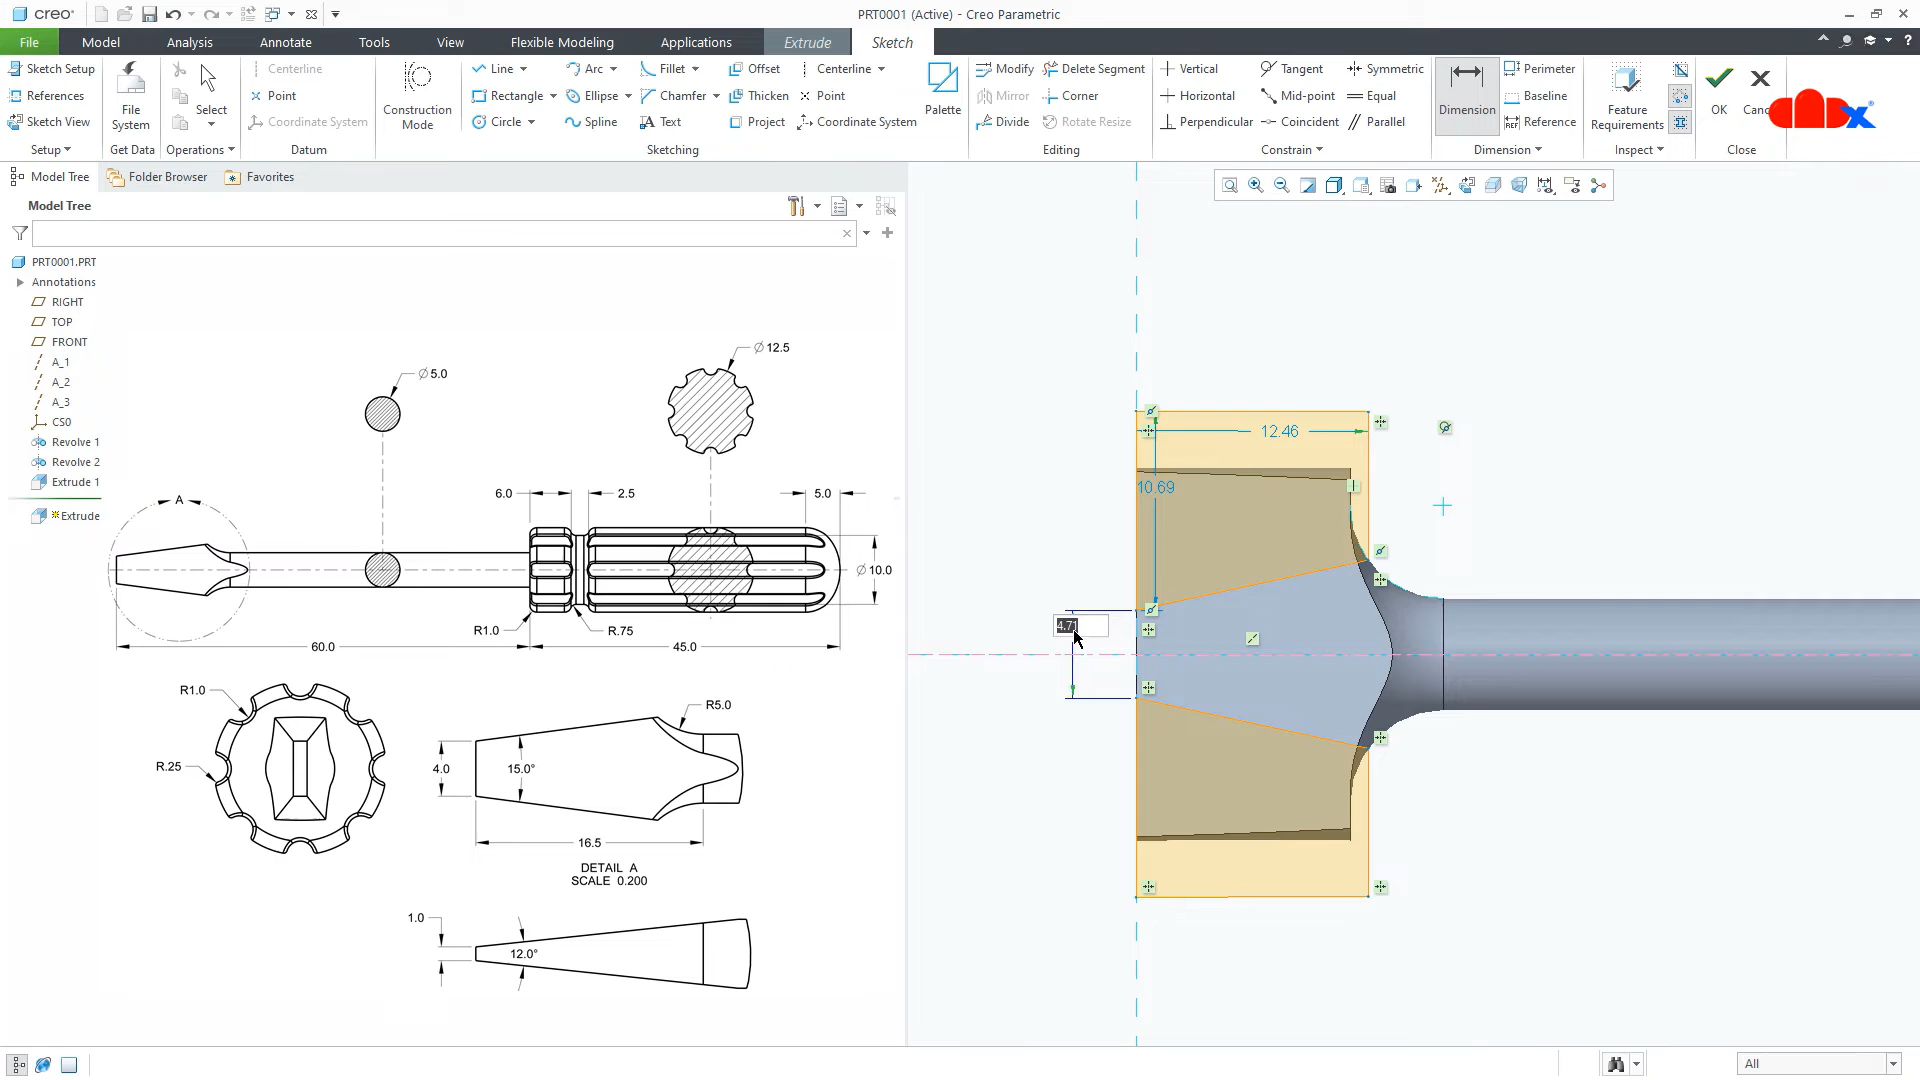 creo
PRT0001 (Active) - Creo Parametric
File
Model
Analysis
Annotate
Tools
View
Flexible Modeling
Applications
Extrude
Sketch
Sketch Setup
References
Sketch View
Setup
File System
Get Data
Select
Operations
Centerline
Point
Coordinate System
Datum
Construction Mode
Line
Rectangle
Circle
Arc
Ellipse
Spline
Fillet
Chamfer
Text
Offset
Thicken
Project
Centerline
Point
Coordinate System
Palette
Sketching
Modify
Mirror
Divide
Delete Segment
Corner
Rotate Resize
Editing
Vertical
Horizontal
Perpendicular
Tangent
Mid-point
Coincident
Symmetric
Equal
Parallel
Constrain
Dimension
Perimeter
Baseline
Reference
Dimension
Feature Requirements
Inspect
OK
Canc
Close
Model Tree
Folder Browser
Favorites
Model Tree
PRT0001.PRT
Annotations
RIGHT
TOP
FRONT
A_1
A_2
A_3
CS0
Revolve 1
Revolve 2
Extrude 1
Extrude
Ø5.0
Ø12.5
A
6.0
2.5
5.0
Ø10.0
R1.0
R.75
60.0
45.0
R1.0
R.25
R5.0
4.0
15.0°
16.5
DETAIL A
SCALE 0.200
1.0
12.0°
12.46
10.69
4.71
All